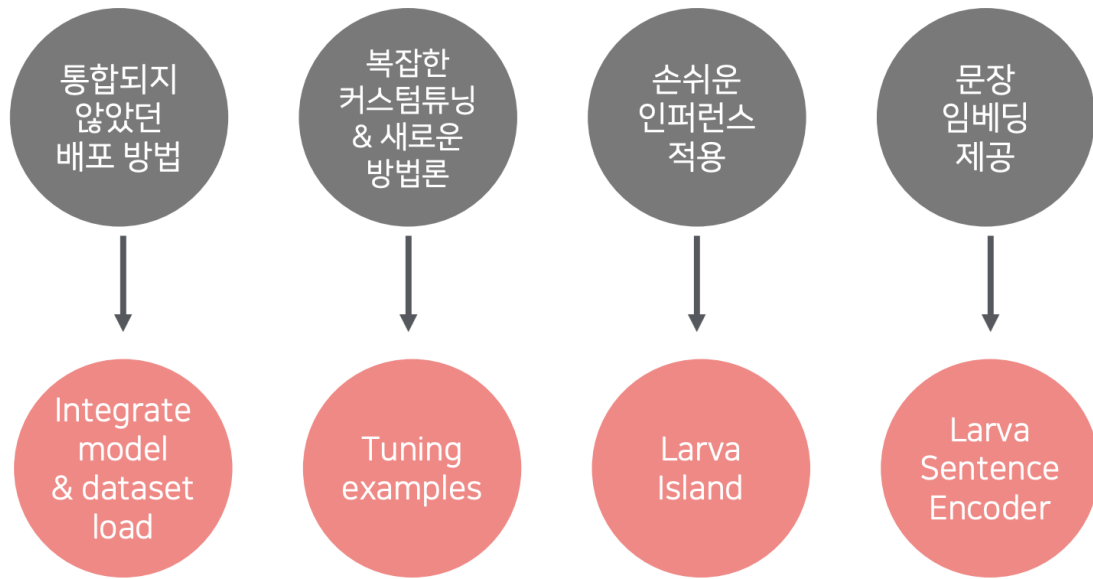 통합되지
않았던
배포 방법
복잡한
커스텀튜닝
& 새로운
방법론
손쉬운
인퍼런스
적용
문장
임베딩
제공
Integrate
model
& dataset
load
Tuning
examples
Larva
Island
Larva
Sentence
Encoder